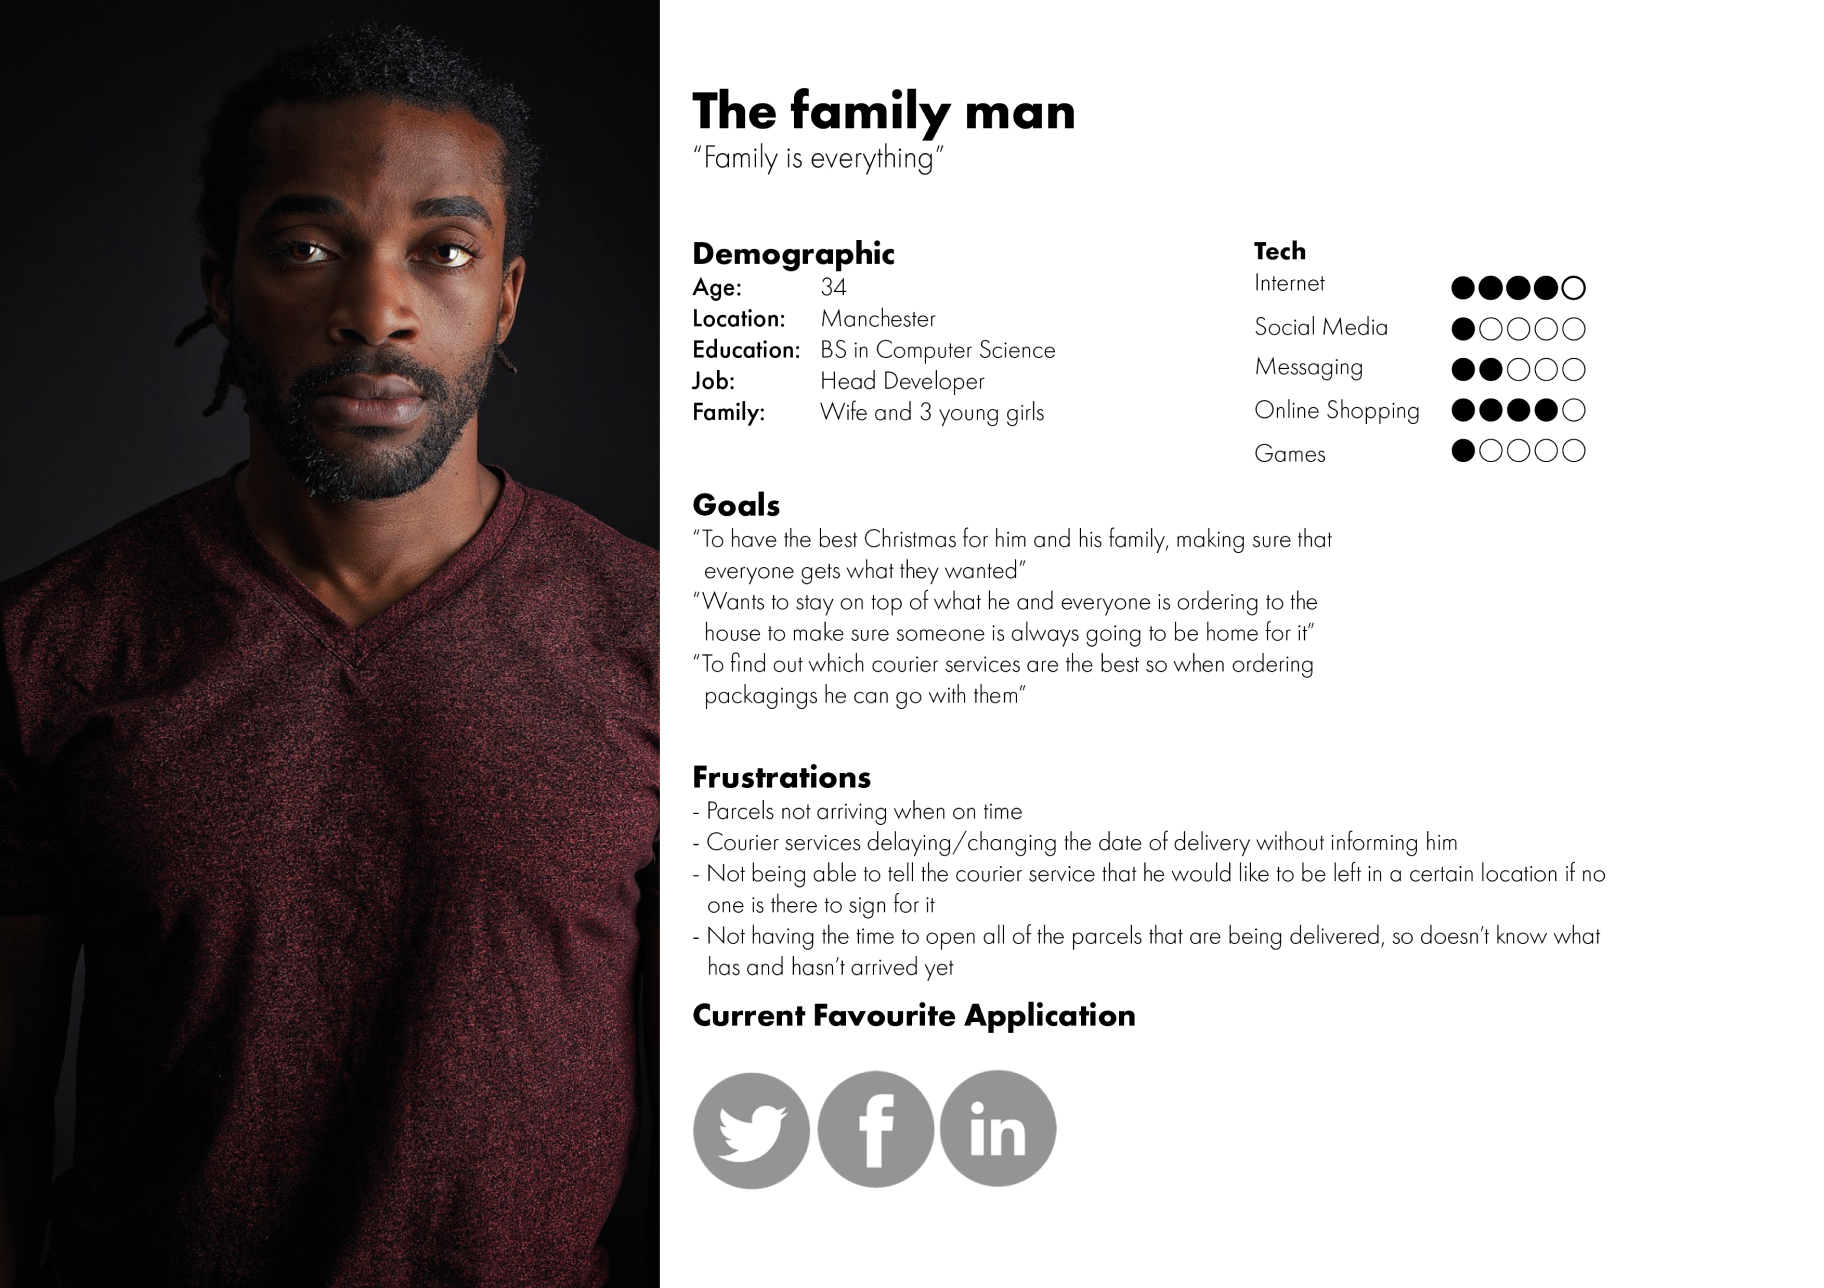 The family man
“Family is everything”
Demographic
Age: 34
Location: Manchester
Education: BS in Computer Science
Job: Head Developer
Family: Wife and 3 young girls
Tech
Internet
Social Media
Messaging
Online Shopping
Games
Goals
“To have the best Christmas for him and his family, making sure that
everyone gets what they wanted”
“Wants to stay on top of what he and everyone is ordering to the
house to make sure someone is always going to be home for it”
“To find out which courier services are the best so when ordering
packagings he can go with them”
Frustrations
- Parcels not arriving when on time
- Courier services delaying/changing the date of delivery without informing him
- Not being able to tell the courier service that he would like to be left in a certain location if no
one is there to sign for it
- Not having the time to open all of the parcels that are being delivered, so doesn’t know what
has and hasn’t arrived yet
Current Favourite Application
f in